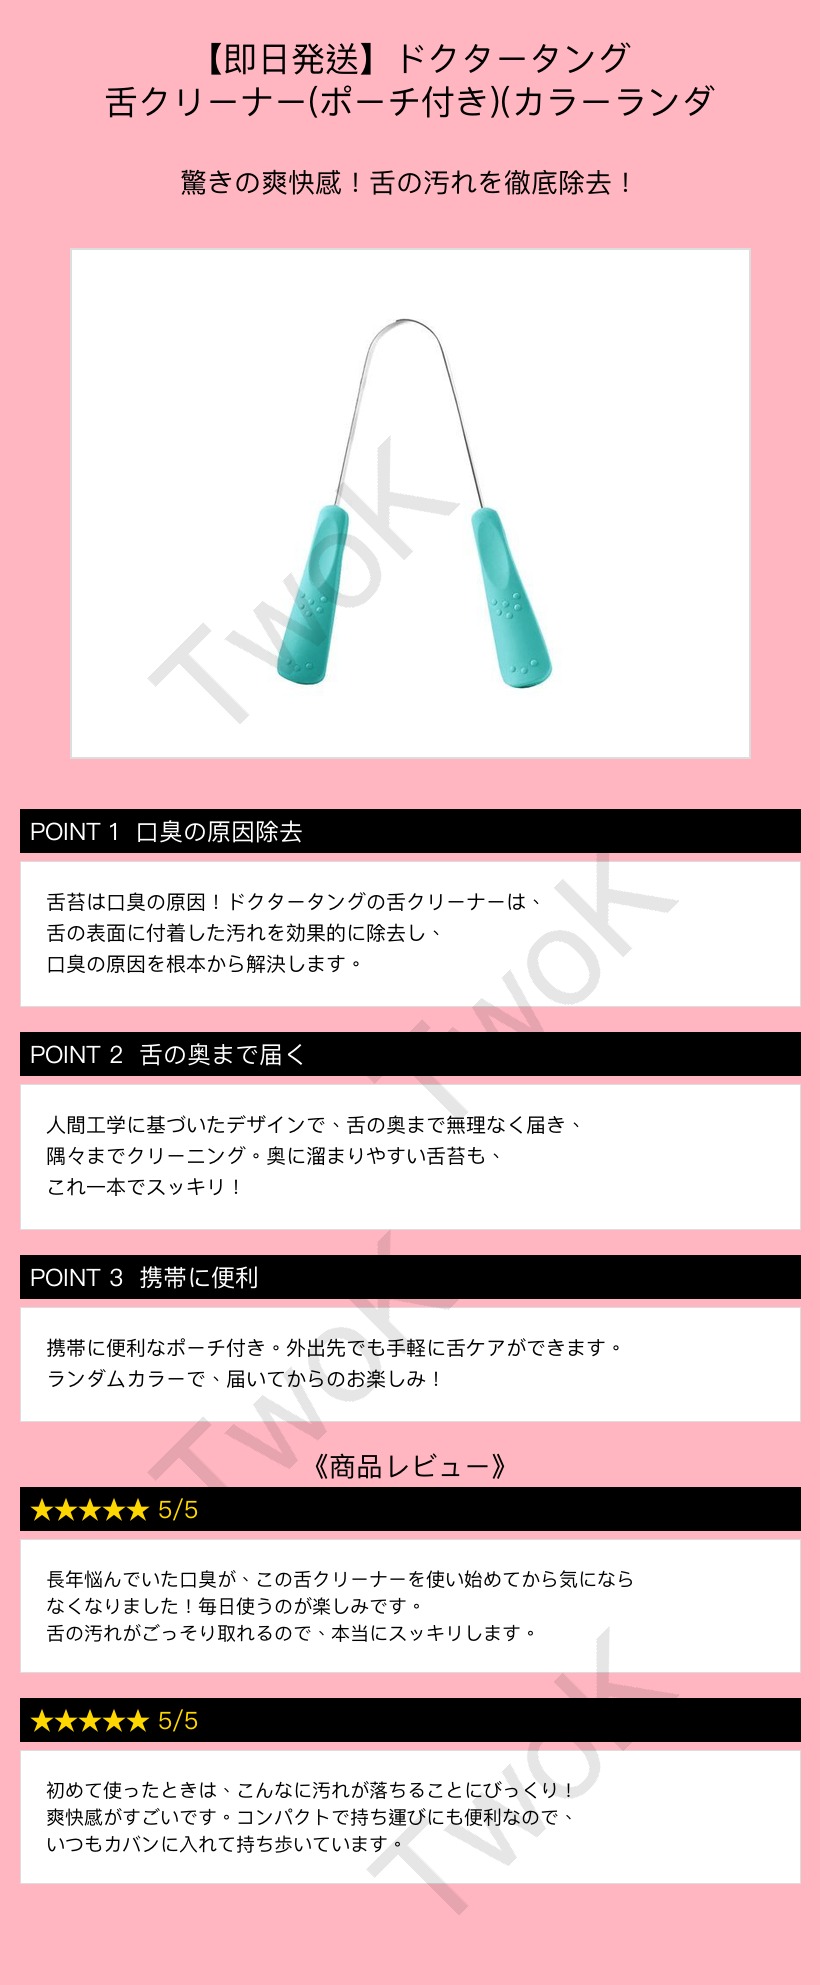 【即日発送】ドクタータング
舌クリーナー(ポーチ付き)(カラーランダ
驚きの爽快感！舌の汚れを徹底除去！
TwoK
POINT 1 口臭の原因除去
舌苔は口臭の原因！ドクタータングの舌クリーナーは、
舌の表面に付着した汚れを効果的に除去し、
口臭の原因を根本から解決します。
TwoK
POINT 2 舌の奥まで届く
人間工学に基づいたデザインで、舌の奥まで無理なく届き、
隅々までクリーニング。奥に溜まりやすい舌苔も、
これ一本でスッキリ！
POINT 3 携帯に便利
携帯に便利なポーチ付き。外出先でも手軽に舌ケアができます。
ランダムカラーで、届いてからのお楽しみ！
TwoK
《商品レビュー》
★★★★★ 5/5
長年悩んでいた口臭が、この舌クリーナーを使い始めてから気になら
なくなりました！毎日使うのが楽しみです。
舌の汚れがごっそり取れるので、本当にスッキリします。
★★★★★ 5/5
初めて使ったときは、こんなに汚れが落ちることにびっくり！
爽快感がすごいです。コンパクトで持ち運びにも便利なので、
いつもカバンに入れて持ち歩いています。
TwoK